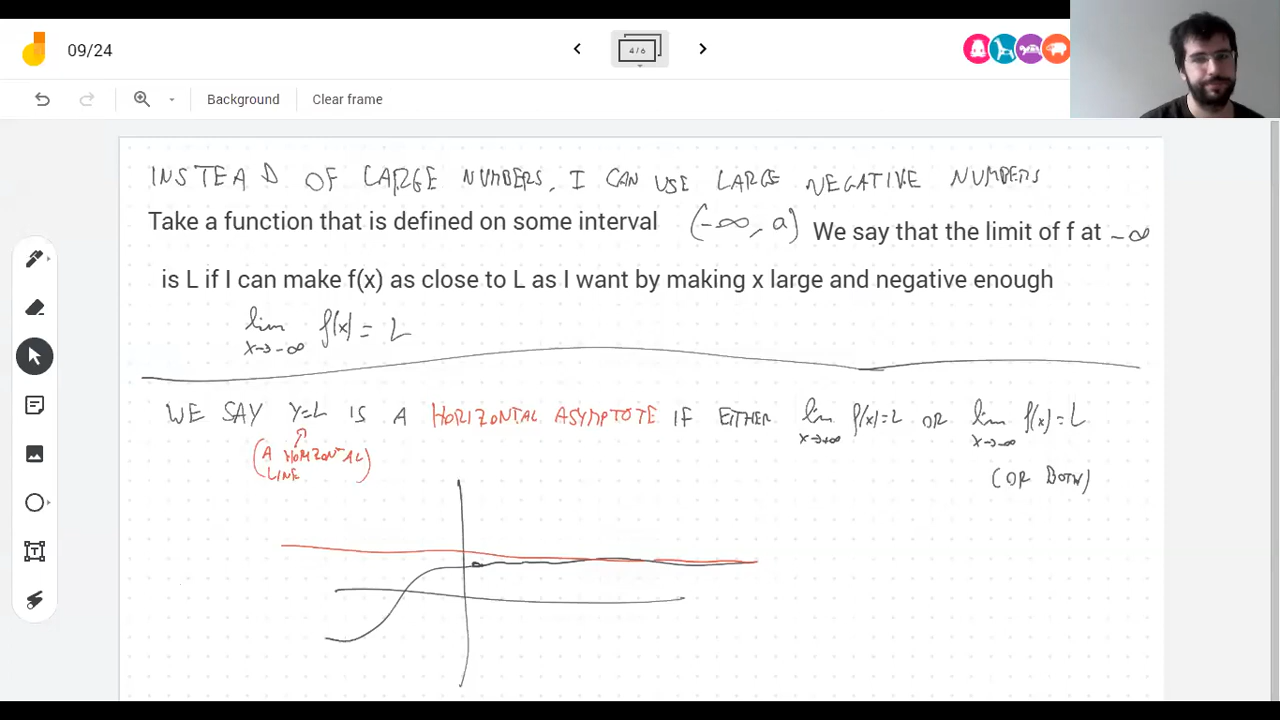 09/24
4/6
Background
Clear frame
INSTEAD OF LARGE NUMBERS, I CAN USE LARGE NEGATIVE NUMBERS
Take a function that is defined on some interval (-∞, a) We say that the limit of f at -∞
is L if I can make f(x) as close to L as I want by making x large and negative enough
lim f(x) = L
x→-∞
WE SAY Y=L IS A HORIZONTAL ASYMPTOTE IF EITHER lim f(x)=L OR lim f(x)=L
x→+∞ x→-∞
(A HORIZONTAL
LINE)
(OR BOTH)